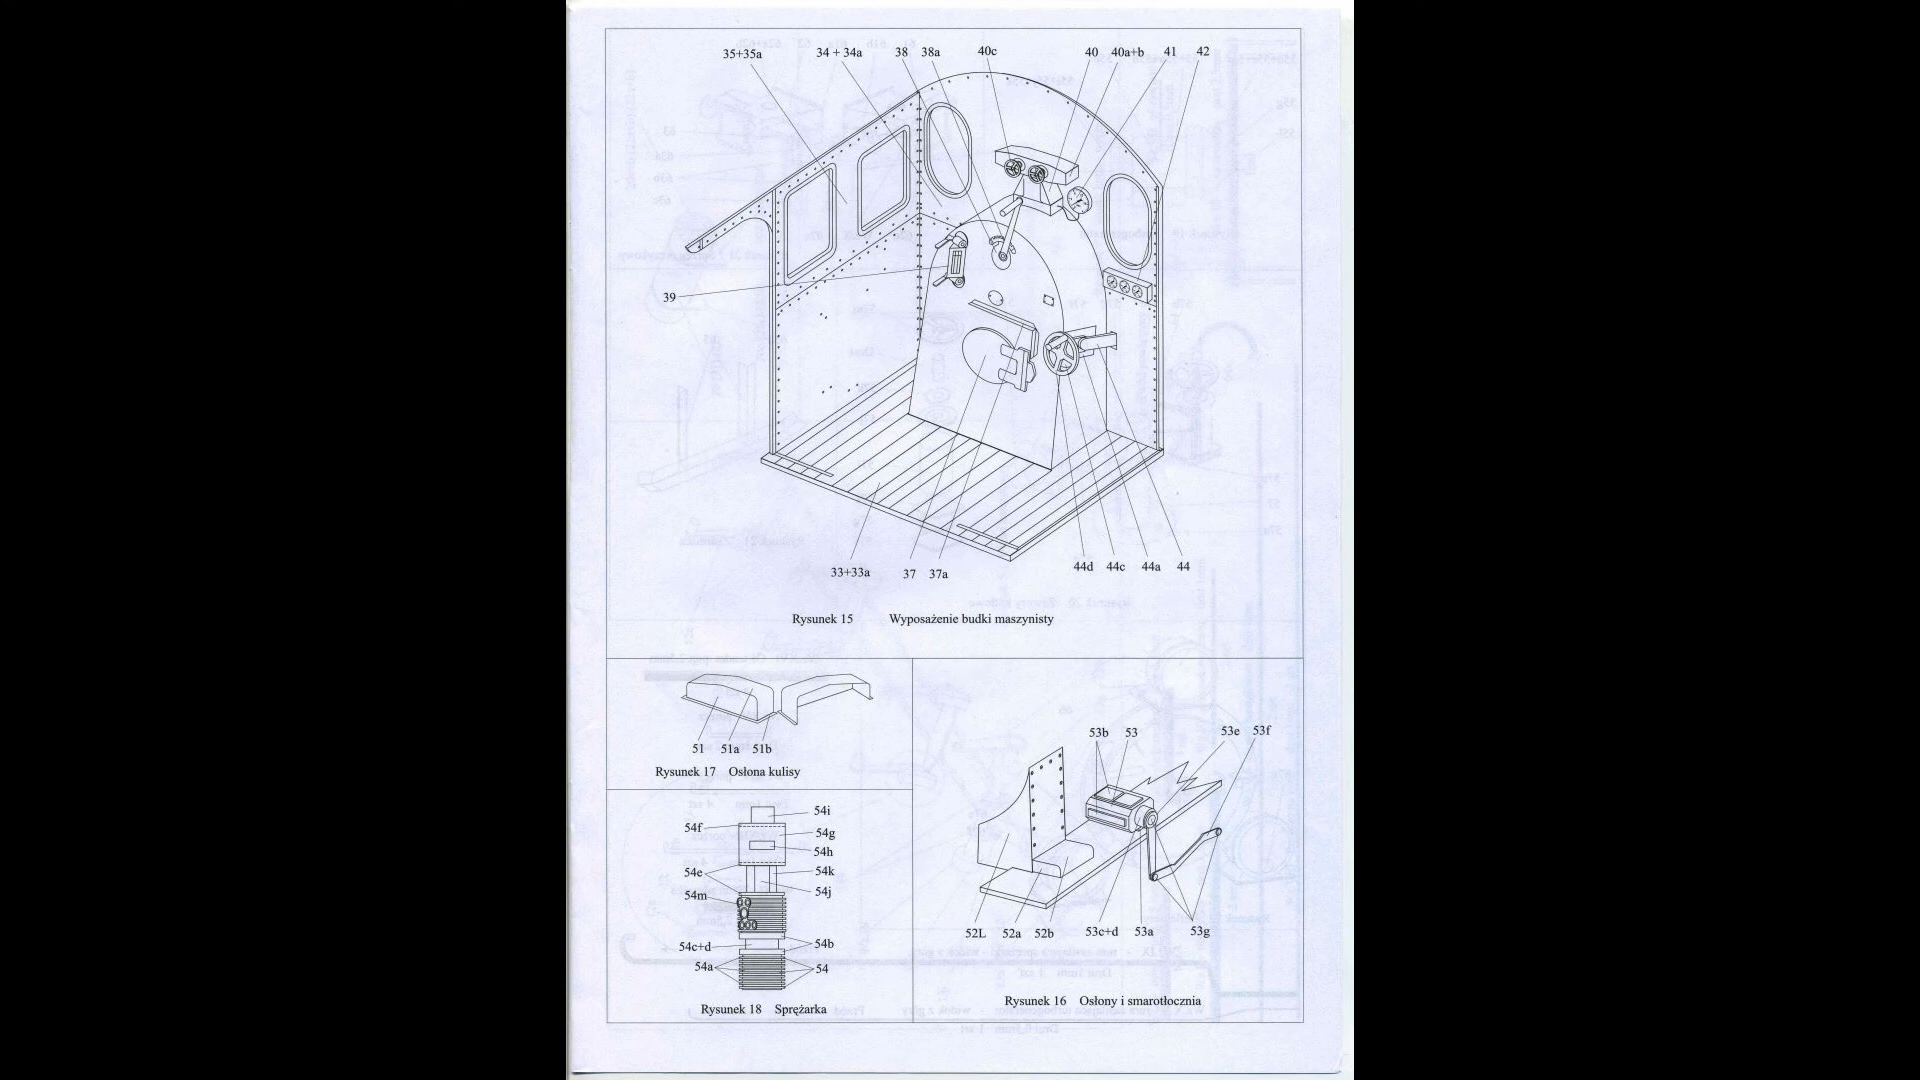 35+35a 34 + 34a 38 38a 40c 40 40a+b 41 42
39
33+33a 37 37a 44d 44c 44a 44
Rysunek 15 Wyposażenie budki maszynisty
51 51a 51b
Rysunek 17 Osłona kulisy
54i
54f
54g
54h
54e
54k
54j
54m
54c+d
54b
54a
54
Rysunek 18 Sprężarka
53b 53 53e 53f
52L 52a 52b 53c+d 53a 53g
Rysunek 16 Osłony i smarotłocznia